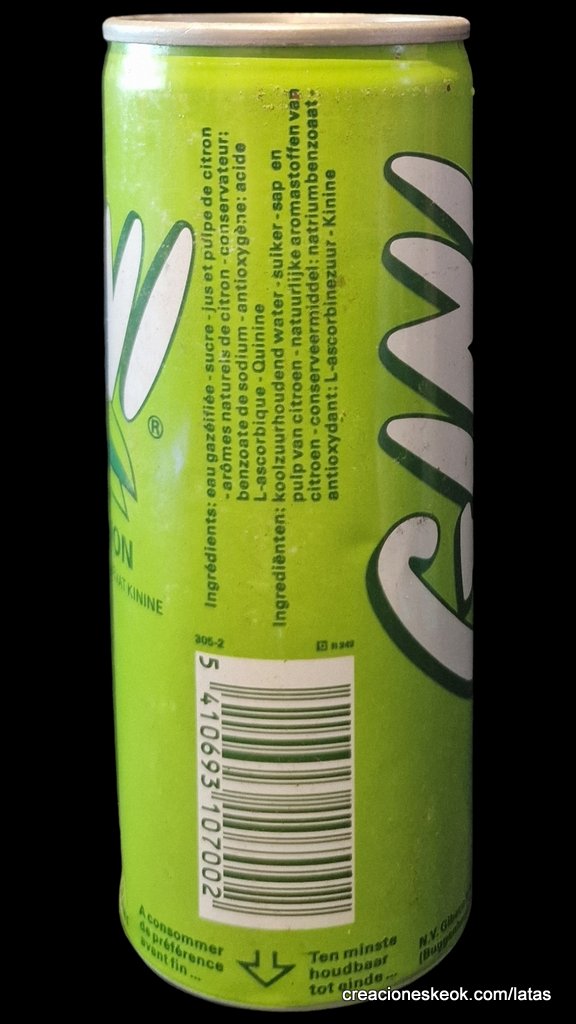 ®
KININE
Ingrédients: eau gazéifiée - sucre - jus et pulpe de citron
- arômes naturels de citron - conservateur:
benzoate de sodium - antioxygène: acide
L-ascorbique - Quinine
Ingrediënten: koolzuurhoudend water - suiker - sap en
pulp van citroen - natuurlijke aromastoffen van
citroen - conserveermiddel: natriumbenzoaat -
antioxydant: L-ascorbinezuur - Kinine
305-2
5 410693 107002
A consommer
de préférence
avant fin ...
Ten minste
houdbaar
tot einde ...
N.V.
creacioneskeok.com/latas